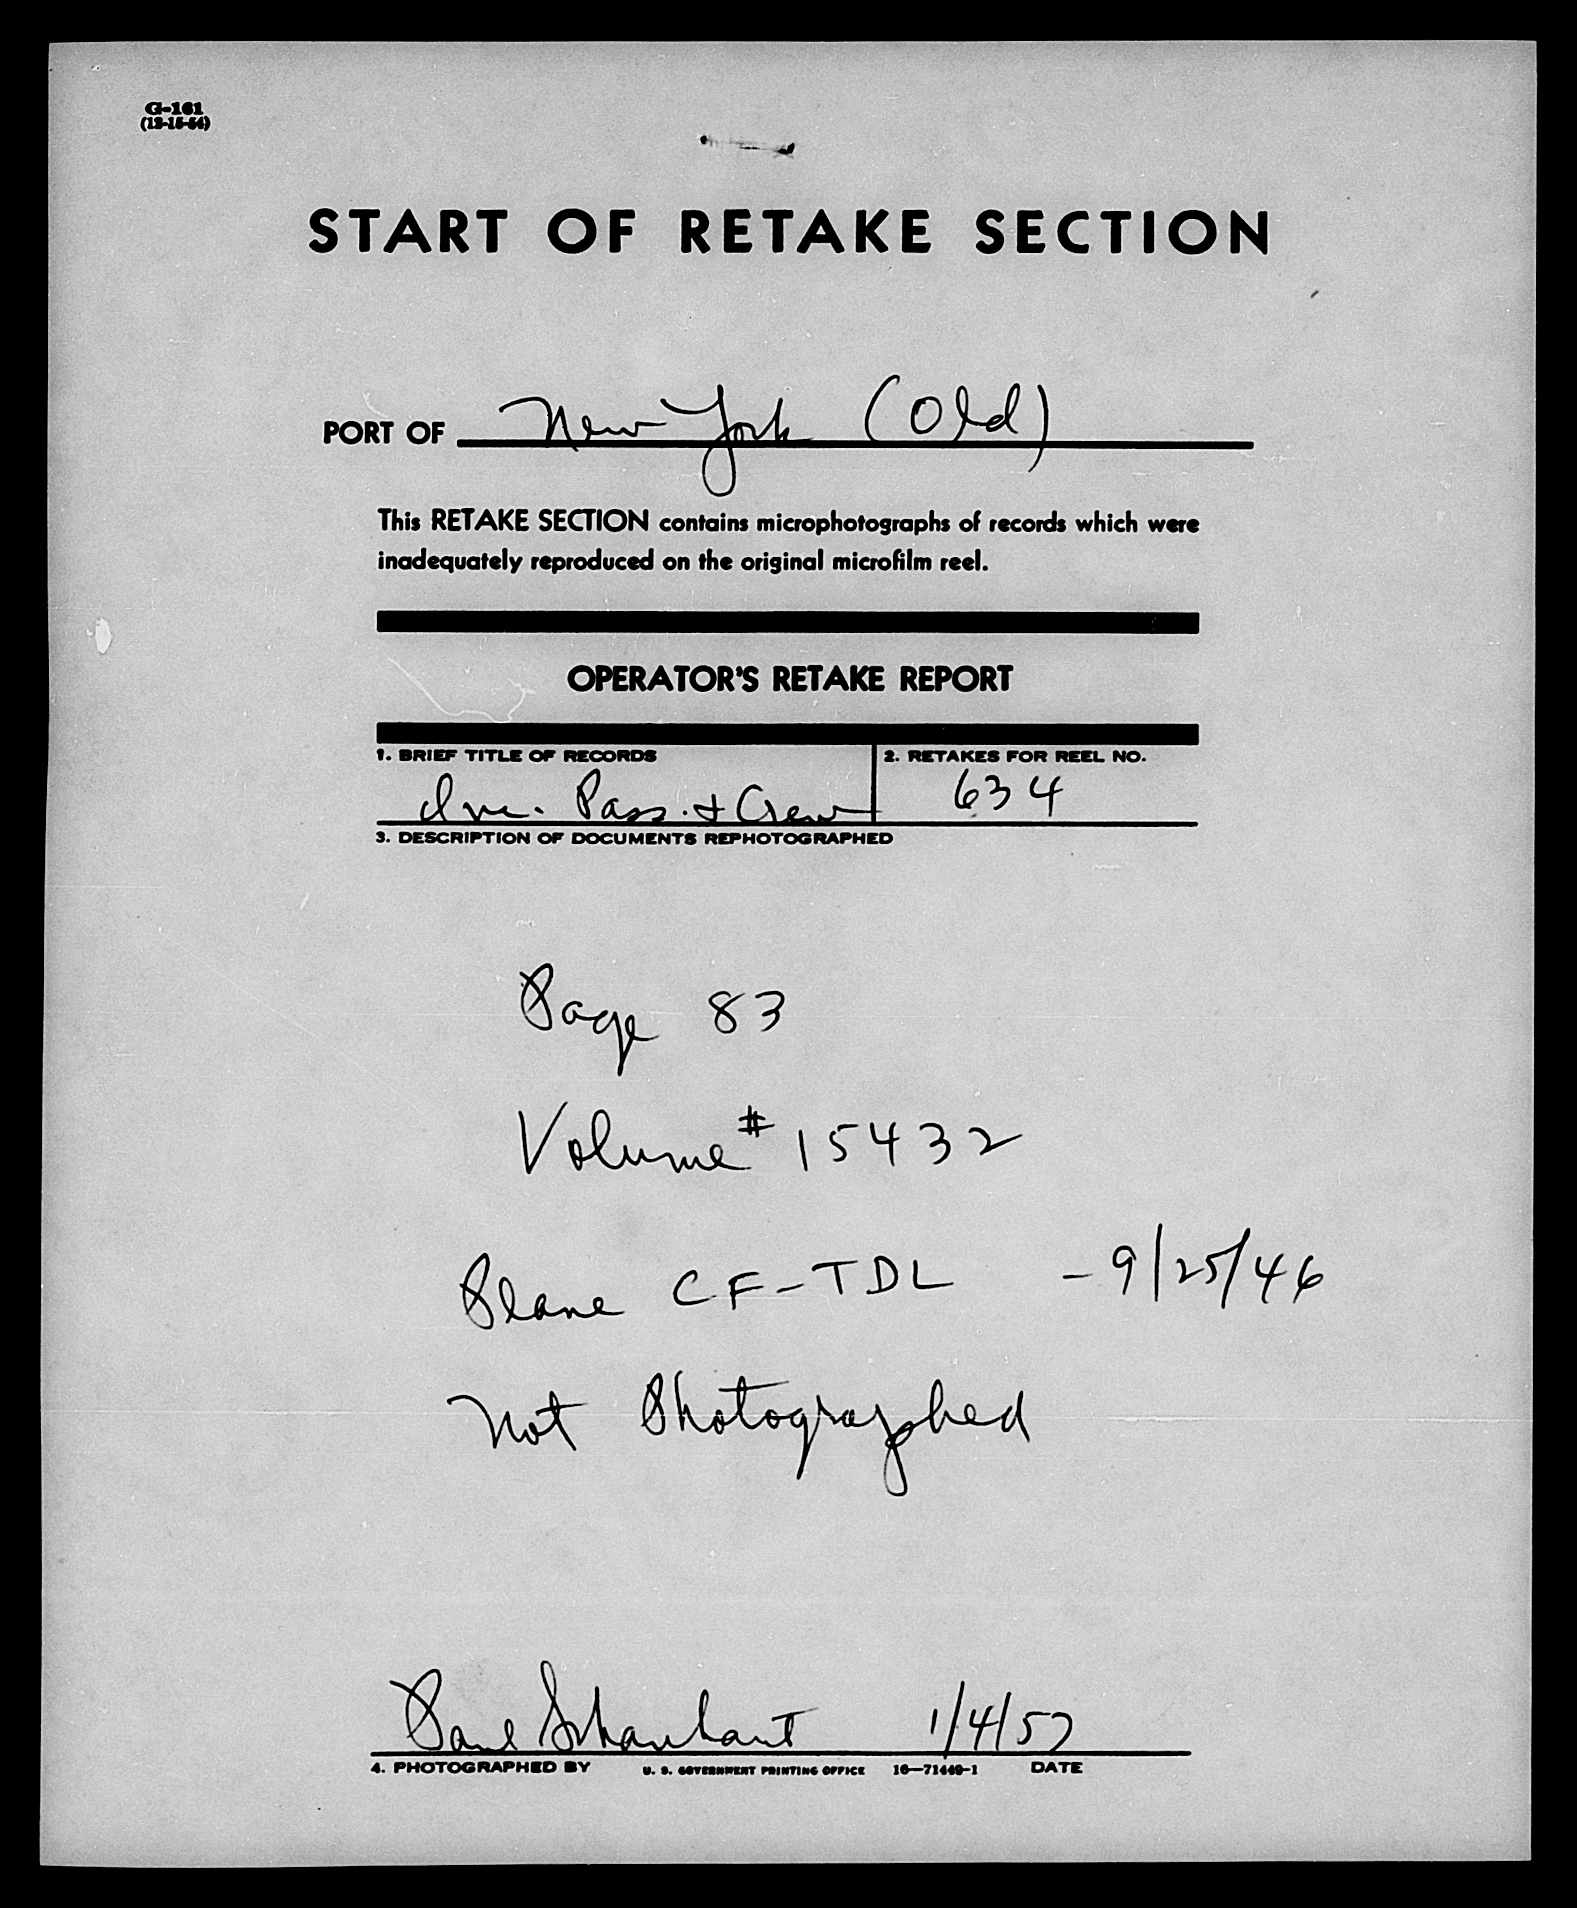 G-161
(12-15-54)
START OF RETAKE SECTION
PORT OF New York (Old)
This RETAKE SECTION contains microphotographs of records which were
inadequately reproduced on the original microfilm reel.
OPERATOR'S RETAKE REPORT
1. BRIEF TITLE OF RECORDS 2. RETAKES FOR REEL NO.
Inc. Pass. + Crew 634
3. DESCRIPTION OF DOCUMENTS REPHOTOGRAPHED
Page 83
Volume # 15432
Plane CF-TDL - 9/25/46
Not Photographed
Paul 1/4/57
4. PHOTOGRAPHED BY U. S. GOVERNMENT PRINTING OFFICE 16—71449-1 DATE